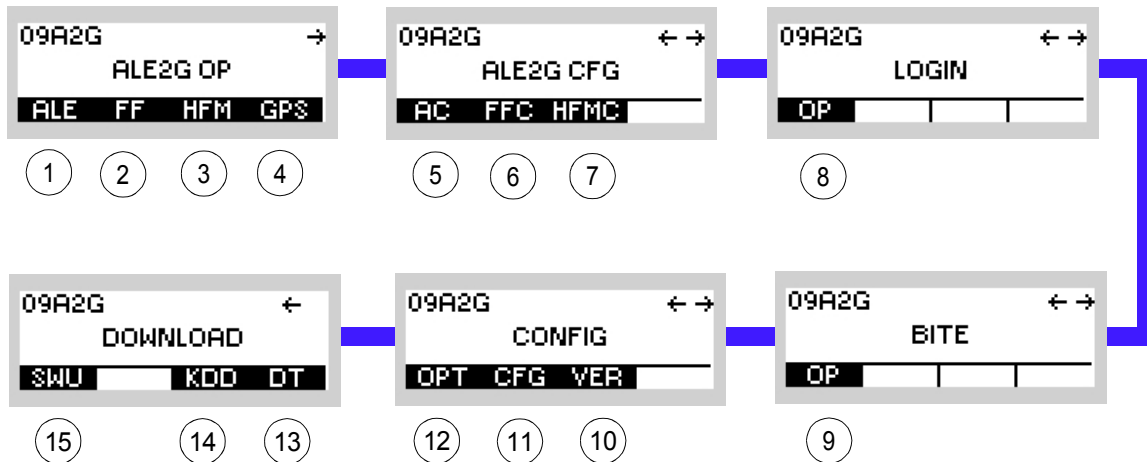 09A2G →
ALE2G OP
ALE FF HFM GPS
1 2 3 4
09A2G ← →
ALE2G CFG
AC FFC HFMC
5 6 7
09A2G ← →
LOGIN
OP
8
09A2G ←
DOWNLOAD
SWU KDD DT
15 14 13
09A2G ← →
CONFIG
OPT CFG VER
12 11 10
09A2G ← →
BITE
OP
9